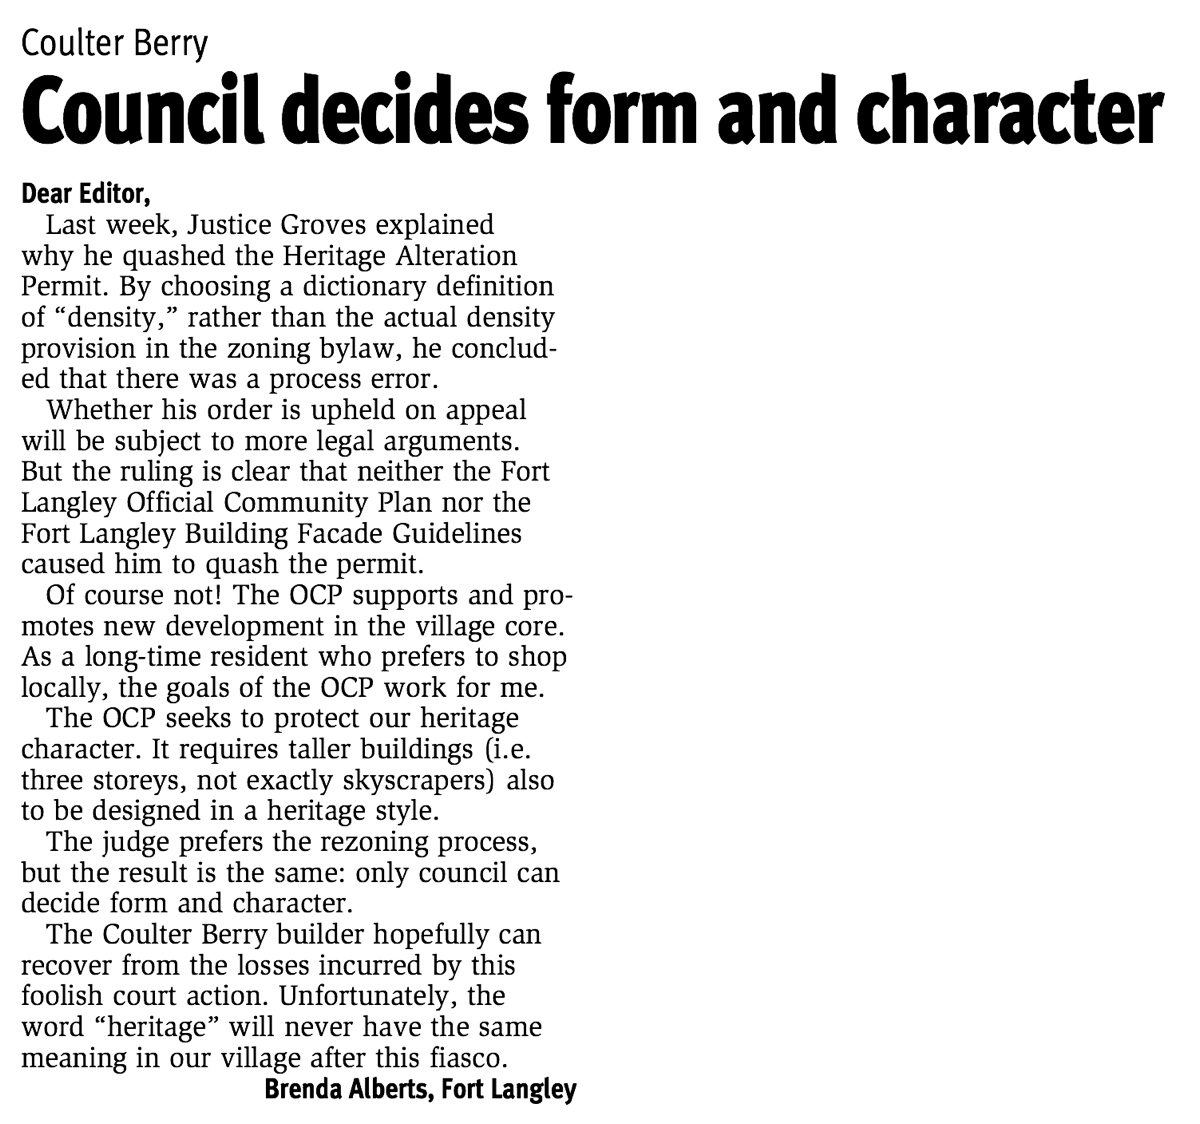 Coulter Berry
Council decides form and character
Dear Editor,
Last week, Justice Groves explained
why he quashed the Heritage Alteration
Permit. By choosing a dictionary definition
of “density,” rather than the actual density
provision in the zoning bylaw, he conclud-
ed that there was a process error.
Whether his order is upheld on appeal
will be subject to more legal arguments.
But the ruling is clear that neither the Fort
Langley Official Community Plan nor the
Fort Langley Building Facade Guidelines
caused him to quash the permit.
Of course not! The OCP supports and pro-
motes new development in the village core.
As a long-time resident who prefers to shop
locally, the goals of the OCP work for me.
The OCP seeks to protect our heritage
character. It requires taller buildings (i.e.
three storeys, not exactly skyscrapers) also
to be designed in a heritage style.
The judge prefers the rezoning process,
but the result is the same: only council can
decide form and character.
The Coulter Berry builder hopefully can
recover from the losses incurred by this
foolish court action. Unfortunately, the
word “heritage” will never have the same
meaning in our village after this fiasco.
Brenda Alberts, Fort Langley